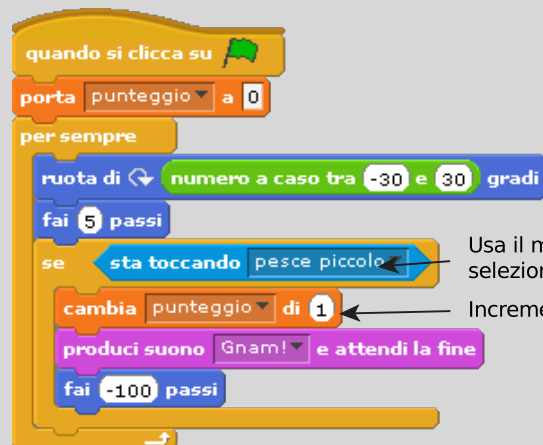 quando si clicca su
porta punteggio a 0
per sempre
ruota di numero a caso tra -30 e 30 gradi
fai 5 passi
se sta toccando pesce piccolo
Usa il
cambia punteggio di 1
produci suono Gnam! e attendi la fine
fai -100 passi